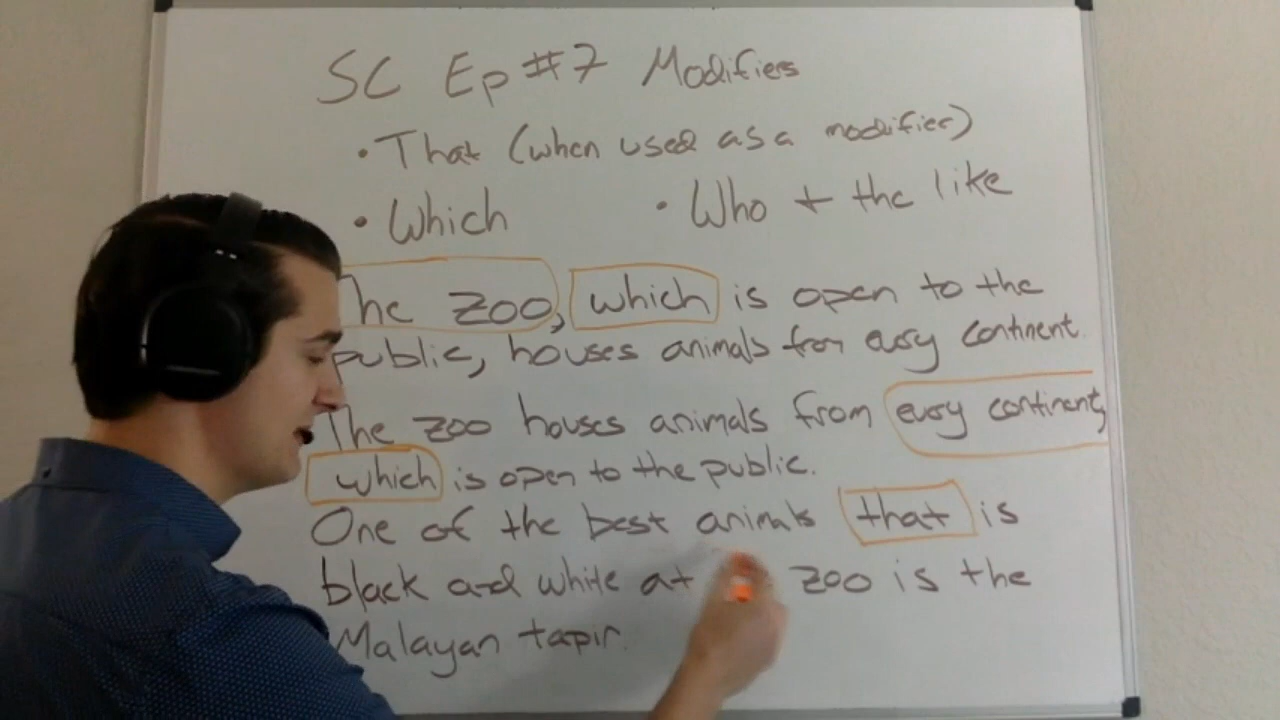 SC Ep #7 Modifies
• That (when used as a modifier)
• Which • Who + the like
The Zoo, which is open to the
public, houses animals from every continent.
The zoo houses animals from every continent,
which is open to the public.
One of the best animals that is
black and white at zoo is the
Malayan tapir.